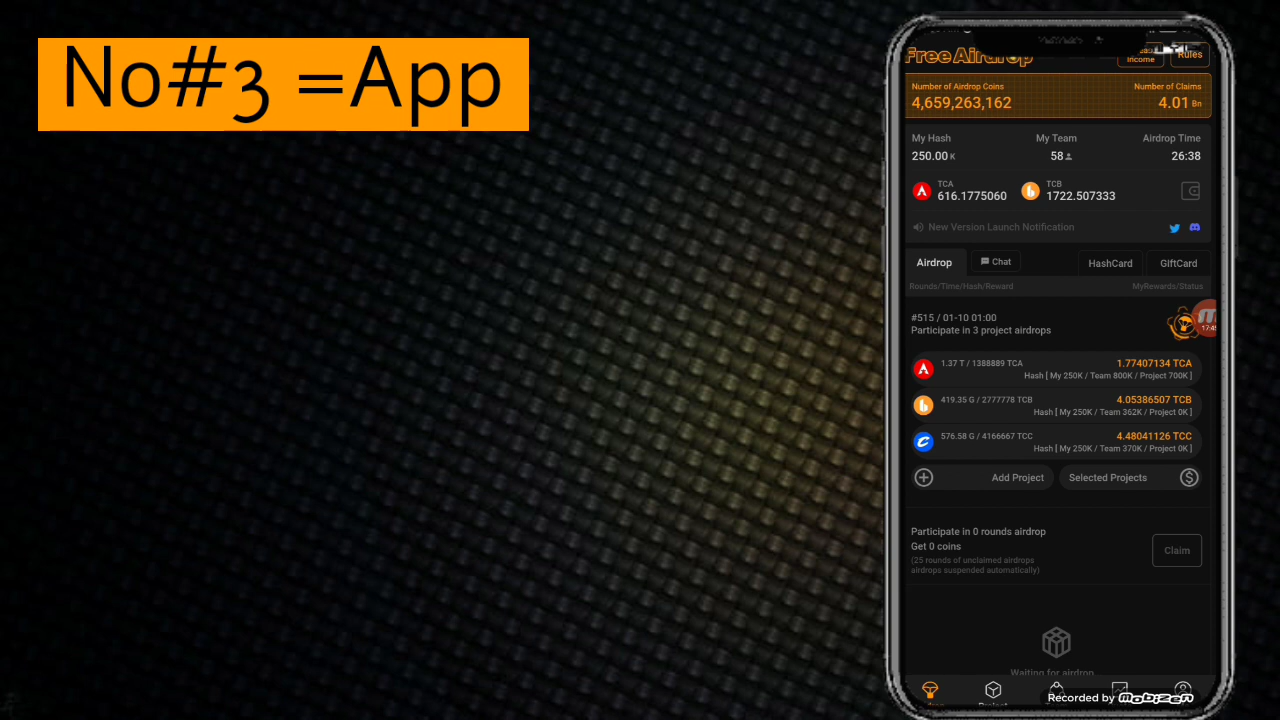 No#3 =App
FreeAirdrop
Income
Rules
Number of Airdrop Coins
Number of Claims
4,659,263,162
4.01 Bn
My Hash
My Team
Airdrop Time
250.00 K
58
26:38
TCA
616.1775060
TCB
1722.507333
New Version Launch Notification
Airdrop
Chat
HashCard
GiftCard
Rounds/Time/Hash/Reward
MyRewards/Status
#515 / 01-10 01:00
Participate in 3 project airdrops
17:45
1.37 T / 1388889 TCA
1.77407134 TCA
Hash [ My 250K / Team 800K / Project 700K ]
419.35 G / 2777778 TCB
4.05386507 TCB
Hash [ My 250K / Team 362K / Project 0K ]
576.58 G / 4166667 TCC
4.48041126 TCC
Hash [ My 250K / Team 370K / Project 0K ]
Add Project
Selected Projects
Participate in 0 rounds airdrop
Get 0 coins
(25 rounds of unclaimed airdrops
airdrops suspended automatically)
Claim
Waiting for airdrop
Project
Recorded by mobizen